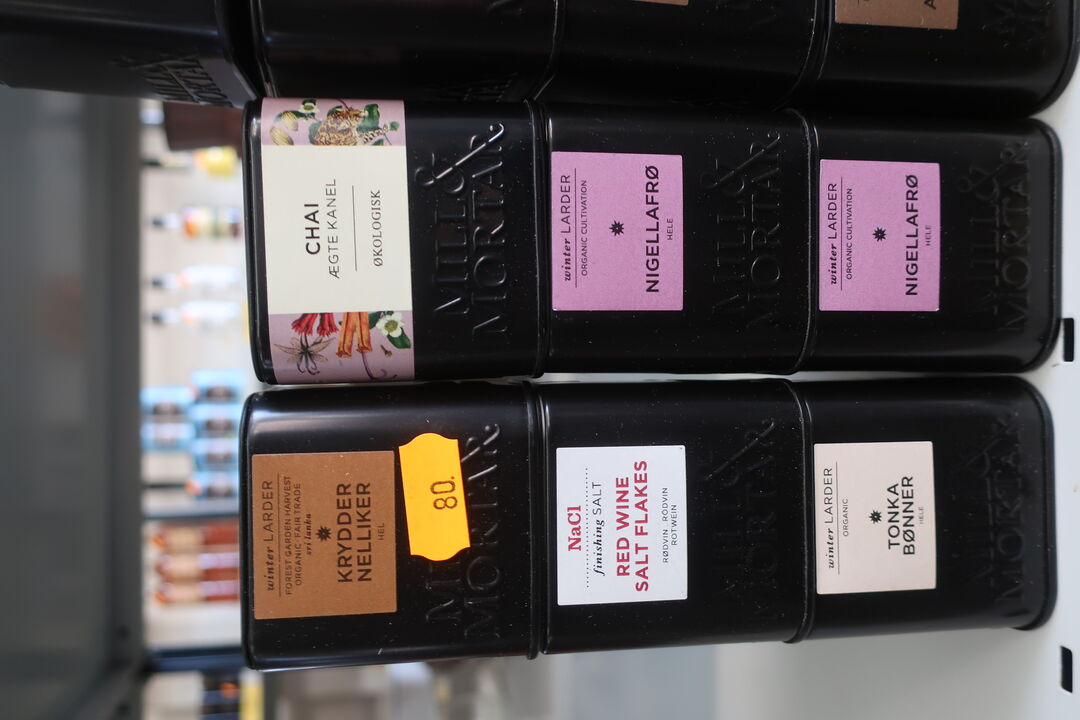 winter LARDER
FOREST GARDEN HARVEST
ORGANIC "FAIR TRADE
sri lanka
KRYDDER
NELLIKER
HEL
80.
MILL &
MORTAR
NaCl
finishing SALT
RED WINE
SALT FLAKES
RØDVIN . RÖDVIN
ROTWEIN
MILL &
MORTAR
winter LARDER
ORGANIC
TONKA
BØNNER
HELE
MILL &
MORTAR
CHAI
ÆGTE KANEL
ØKOLOGISK
MILL &
MORTAR
winter LARDER
ORGANIC CULTIVATION
NIGELLAFRØ
HELE
MILL &
MORTAR
winter LARDER
ORGANIC CULTIVATION
NIGELLAFRØ
HELE
MILL &
MORTAR